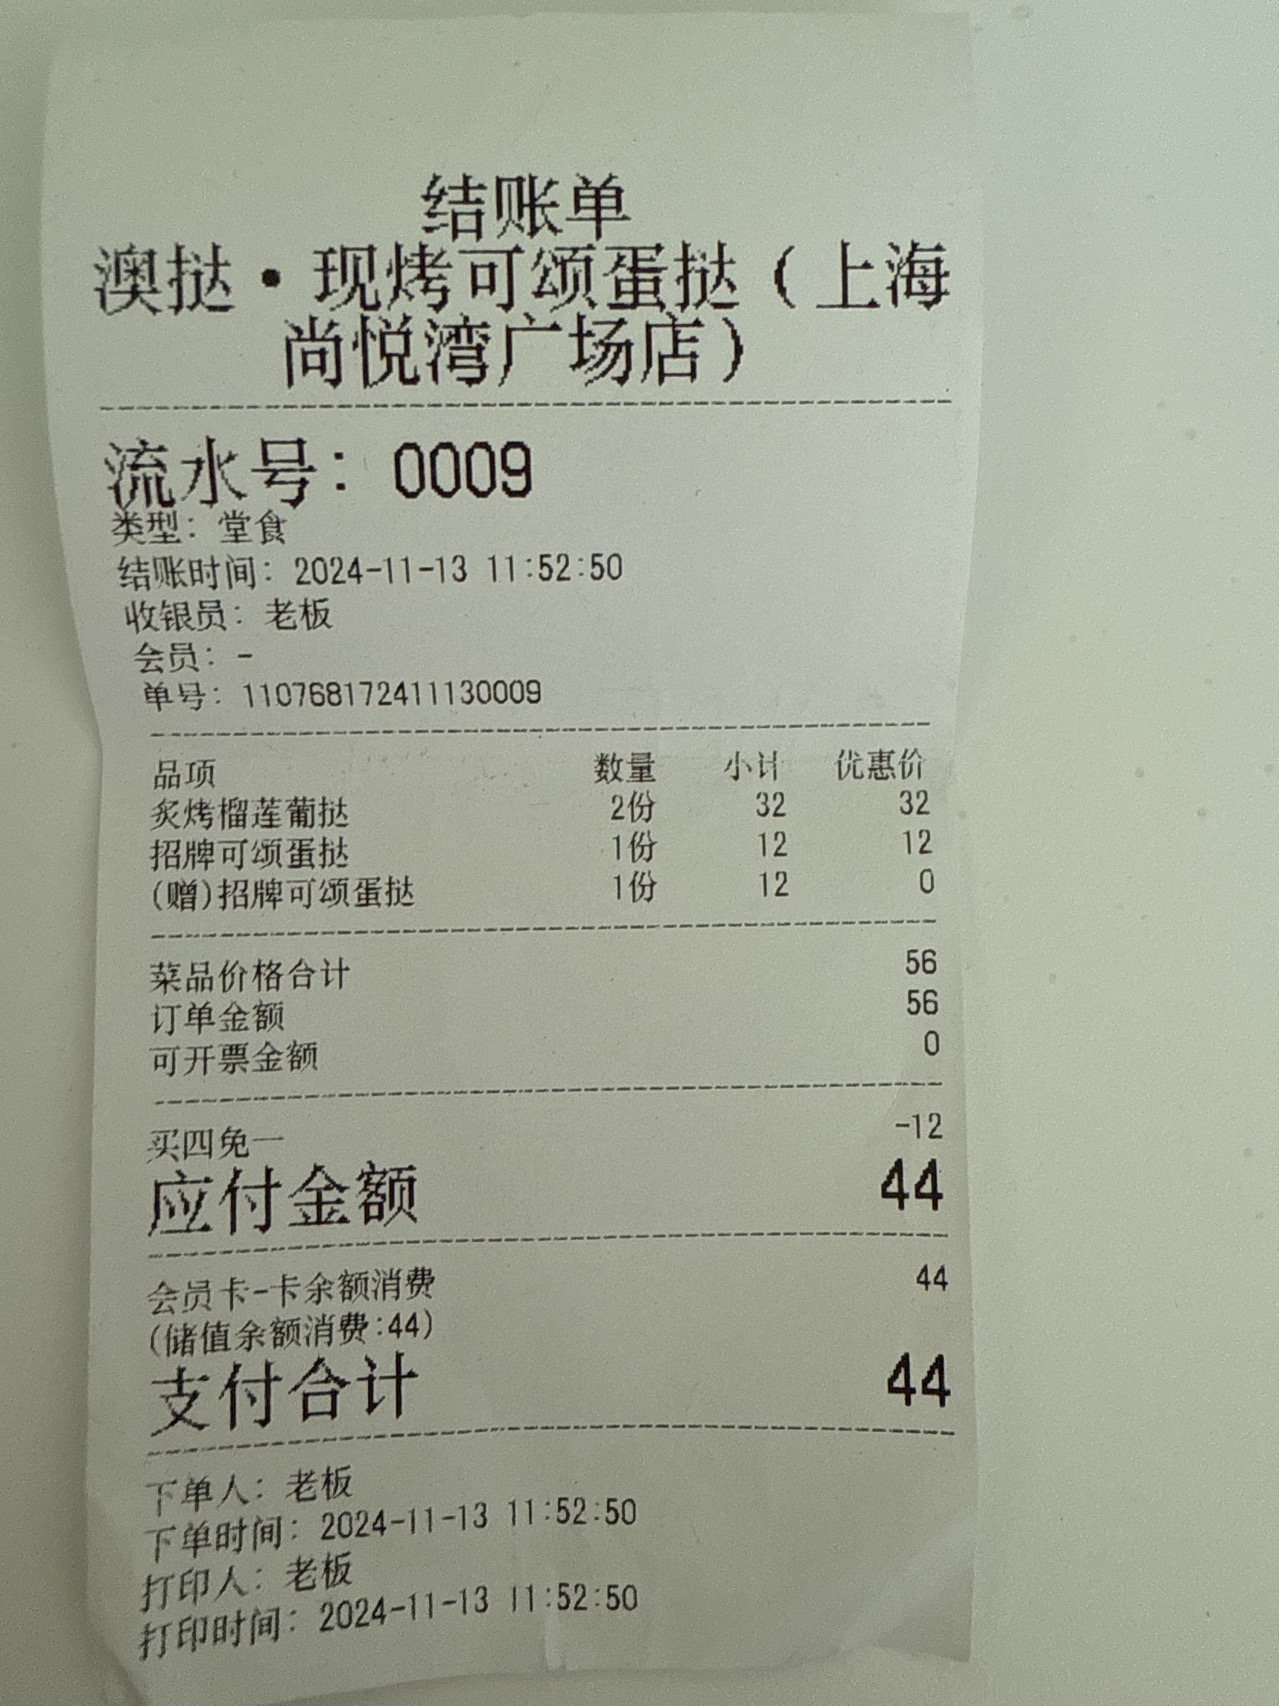 结账单
澳挞·现烤可颂蛋挞(上海
尚悦湾广场店)
流水号: 0009
类型: 堂食
结账时间: 2024-11-13 11:52:50
收银员: 老板
会员: -
单号: 110768172411130009
品项 数量 小计 优惠价
炙烤榴莲葡挞 2份 32 32
招牌可颂蛋挞 1份 12 12
(赠)招牌可颂蛋挞 1份 12 0
菜品价格合计 56
订单金额 56
可开票金额 0
买四免一 -12
应付金额 44
会员卡-卡余额消费 44
(储值余额消费:44)
支付合计 44
下单人: 老板
下单时间: 2024-11-13 11:52:50
打印人: 老板
打印时间: 2024-11-13 11:52:50